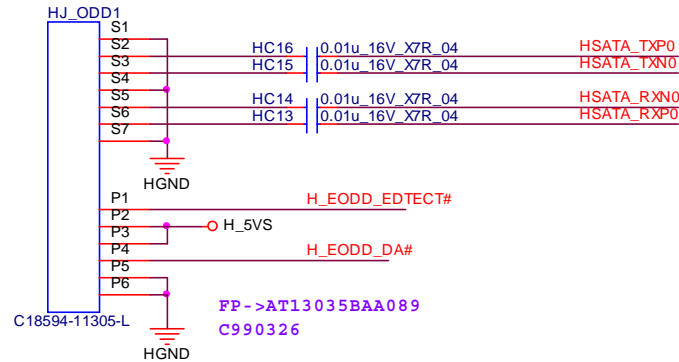 HJ_ODD1
S1
S2
HC16 0.01u_16V_X7R_04 HSATA_TXP0
S3
HC15 0.01u_16V_X7R_04 HSATA_TXN0
S4
S5
HC14 0.01u_16V_X7R_04 HSATA_RXN0
S6
HC13 0.01u_16V_X7R_04 HSATA_RXP0
S7
HGND
P1 H_EODD_EDTECT#
P2
H_5VS
P3
P4 H_EODD_DA#
P5
P6
FP->AT13035BAA089
C18594-11305-L
C990326
HGND